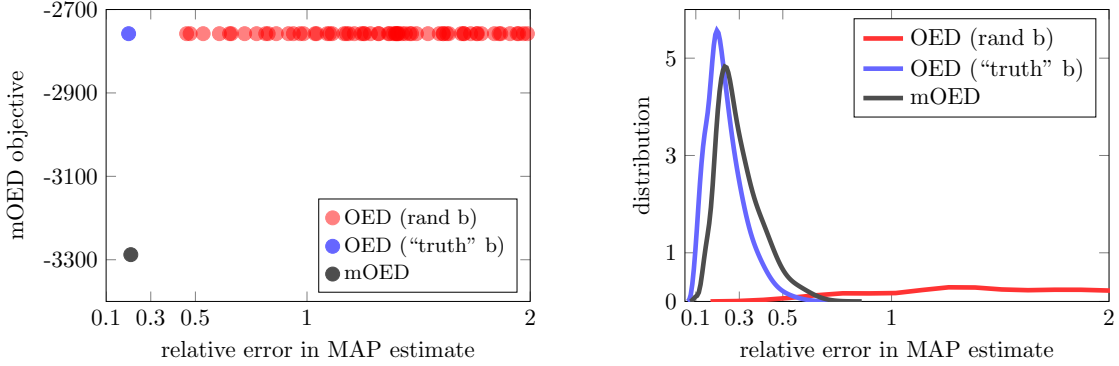 -2700
-2900
-3100
-3300
mOED objective
OED (rand b)
OED (“truth” b)
mOED
0.1 0.3 0.5 1 2
relative error in MAP estimate
5
3
1
0
distribution
OED (rand b)
OED (“truth” b)
mOED
0.1 0.3 0.5 1 2
relative error in MAP estimate